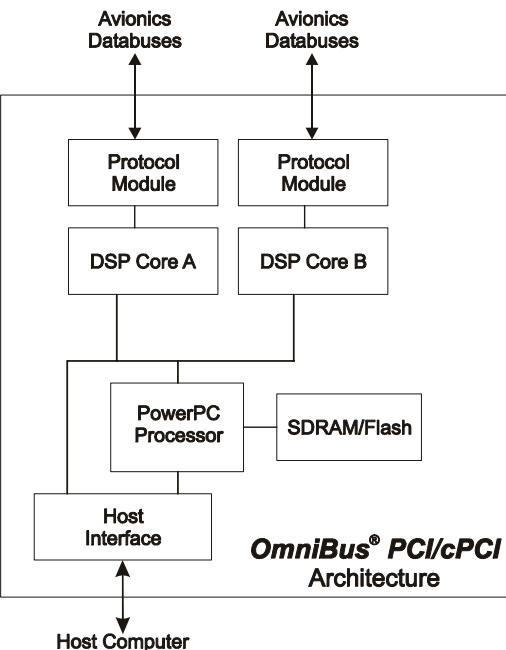 Avionics
Databuses
Avionics
Databuses
Protocol
Module
Protocol
Module
DSP Core A
DSP Core B
PowerPC
Processor
SDRAM/Flash
Host
Interface
OmniBus® PCI/cPCI
Architecture
Host Computer